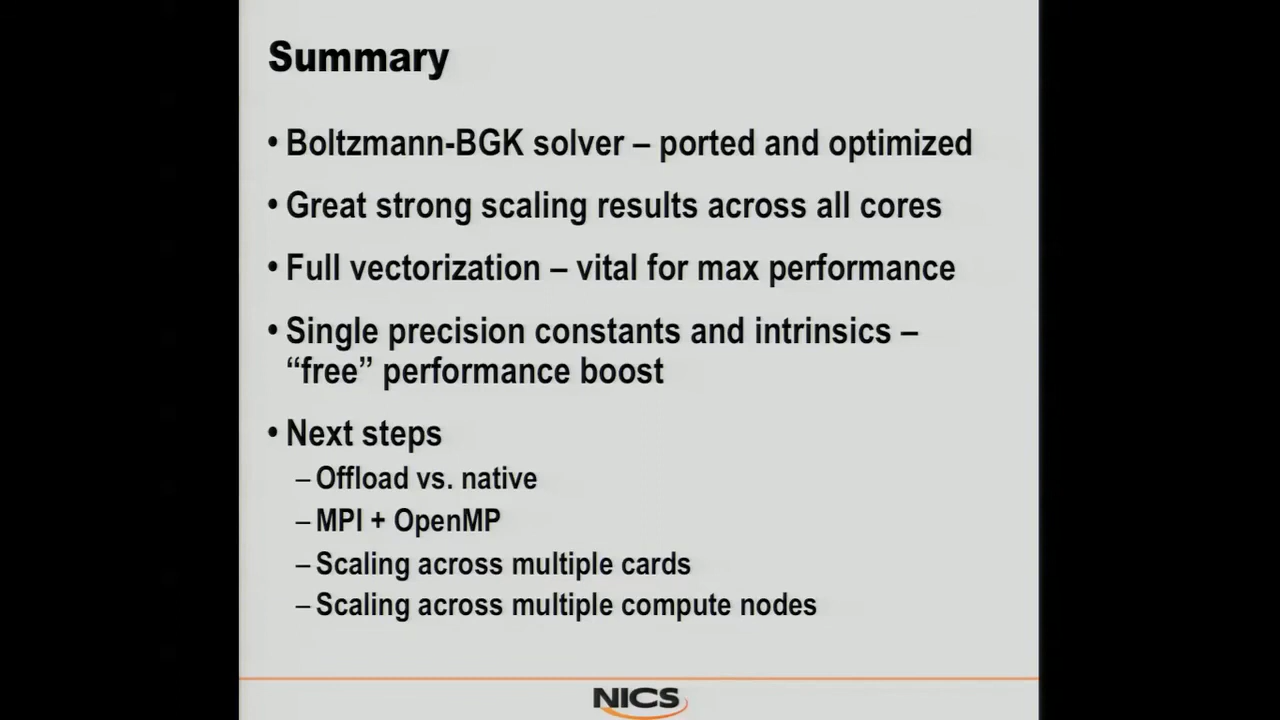 Summary
• Boltzmann-BGK solver – ported and optimized
• Great strong scaling results across all cores
• Full vectorization – vital for max performance
• Single precision constants and intrinsics –
“free” performance boost
• Next steps
– Offload vs. native
– MPI + OpenMP
– Scaling across multiple cards
– Scaling across multiple compute nodes
NICS